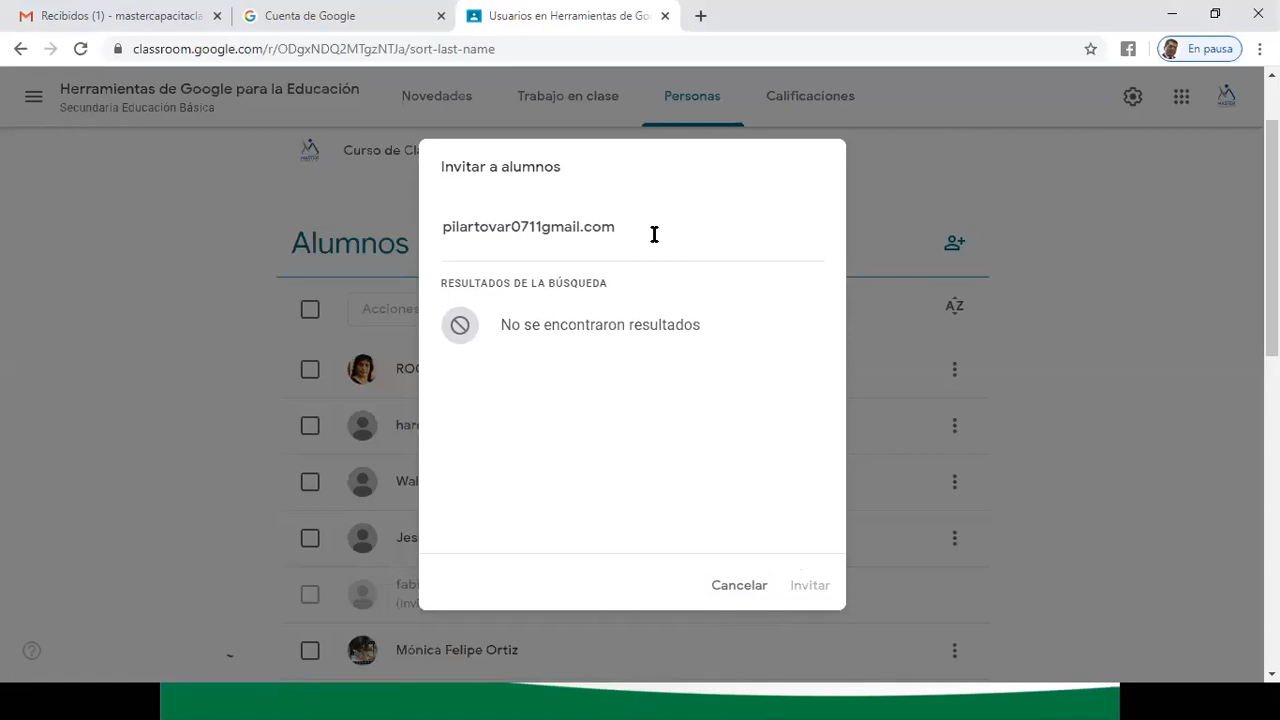 Recibidos (1) - mastercapacitacla
Cuenta de Google
Usuarios en Herramientas de Go
classroom.google.com/r/ODgxNDQ2MTgzNTJa/sort-last-name
En pausa
Herramientas de Google para la Educación
Secundaria Educación Básica
Novedades
Trabajo en clase
Personas
Calificaciones
Curso de Cl
Invitar a alumnos
pilartovar0711gmail.com
Alumnos
RESULTADOS DE LA BÚSQUEDA
Acciones
AZ
No se encontraron resultados
ROC
hard
Wal
Jes
fabi
(Invi
Cancelar
Invitar
Mónica Felipe Ortiz